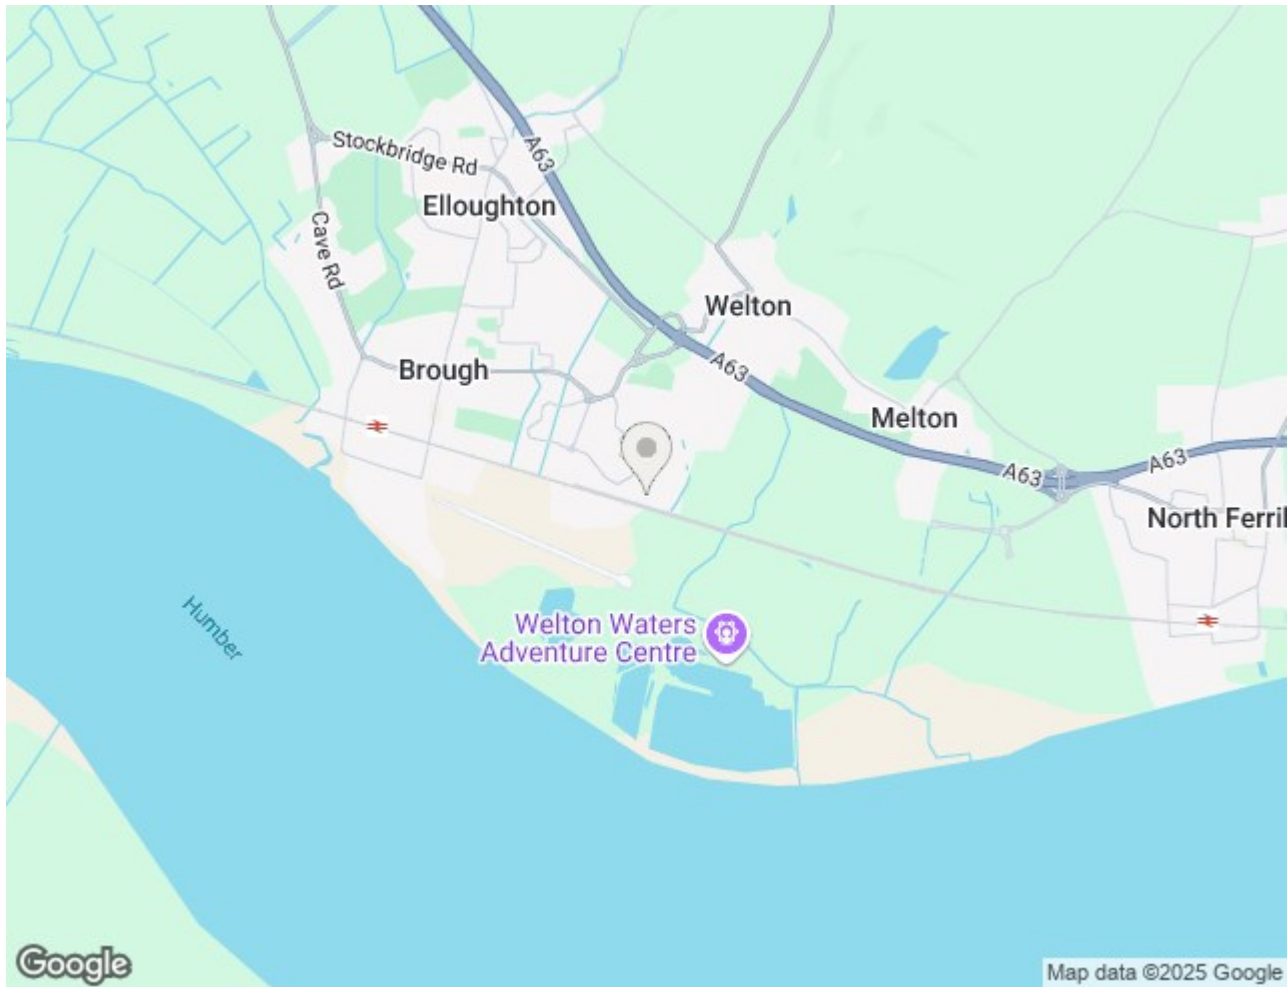 A63
Stockbridge Rd
Elloughton
Cave Rd
Welton
Brough
A63
Melton
A63
A63
North Ferri
Humber
Welton Waters
Adventure Centre
Google
Map data ©2025 Google